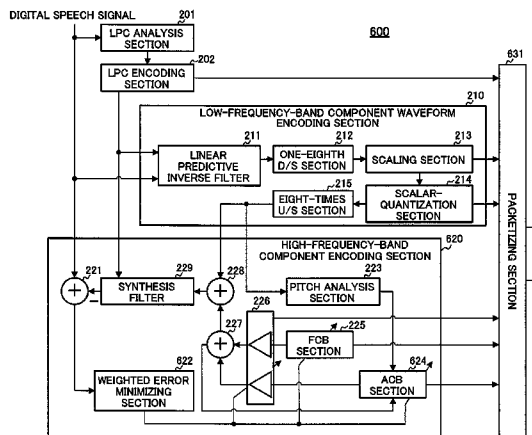 DIGITAL SPEECH SIGNAL
201
LPC ANALYSIS
SECTION
202
LPC ENCODING
SECTION
600
631
PACKETIZING SECTION
210
LOW-FREQUENCY-BAND COMPONENT WAVEFORM
ENCODING SECTION
211
LINEAR
PREDICTIVE
INVERSE FILTER
212
ONE-EIGHTH
D/S SECTION
213
SCALING SECTION
214
SCALAR-
QUANTIZATION
SECTION
215
EIGHT-TIMES
U/S SECTION
620
HIGH-FREQUENCY-BAND
COMPONENT ENCODING SECTION
221
229
SYNTHESIS
FILTER
228
223
PITCH ANALYSIS
SECTION
227
226
225
FCB
SECTION
622
WEIGHTED ERROR
MINIMIZING
SECTION
624
ACB
SECTION